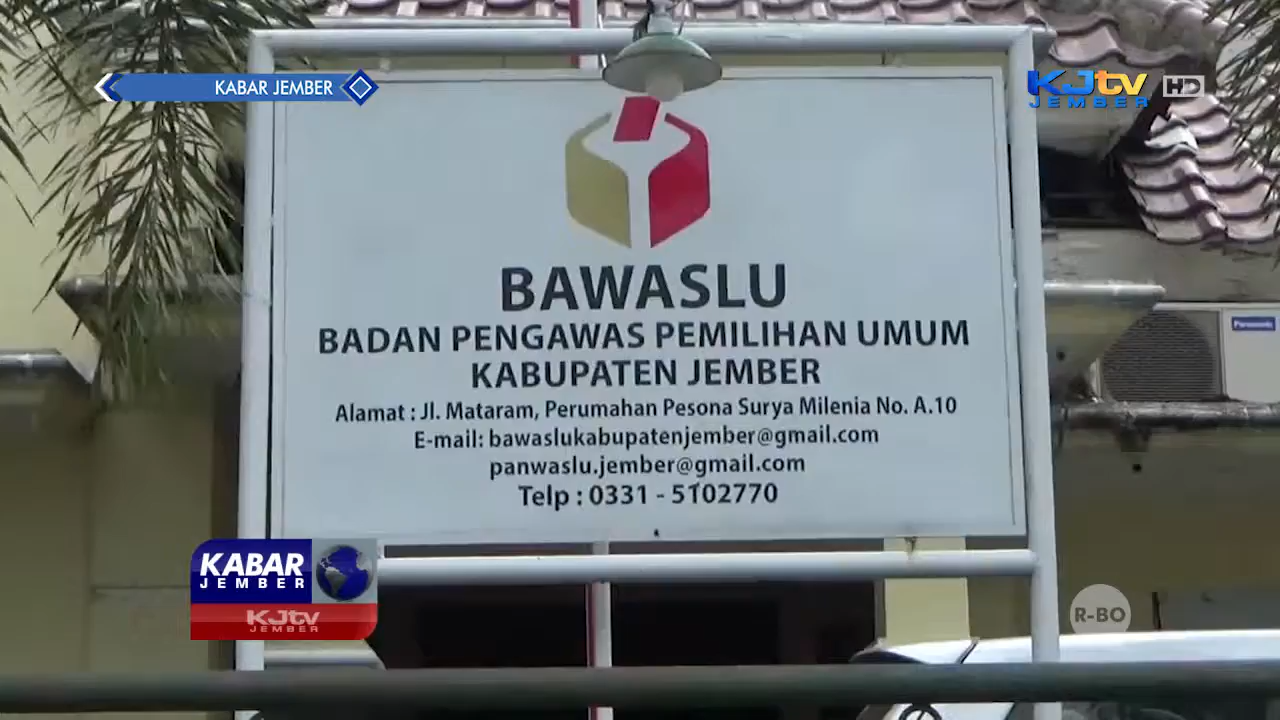 KABAR JEMBER
KJtv HD
JEMBER
BAWASLU
BADAN PENGAWAS PEMILIHAN UMUM
KABUPATEN JEMBER
Alamat : Jl. Mataram, Perumahan Pesona Surya Milenia No. A.10
E-mail: bawaslukabupatenjember@gmail.com
panwaslu.jember@gmail.com
Telp : 0331 - 5102770
Panasonic
KABAR
JEMBER
KJtv
JEMBER
R-BO